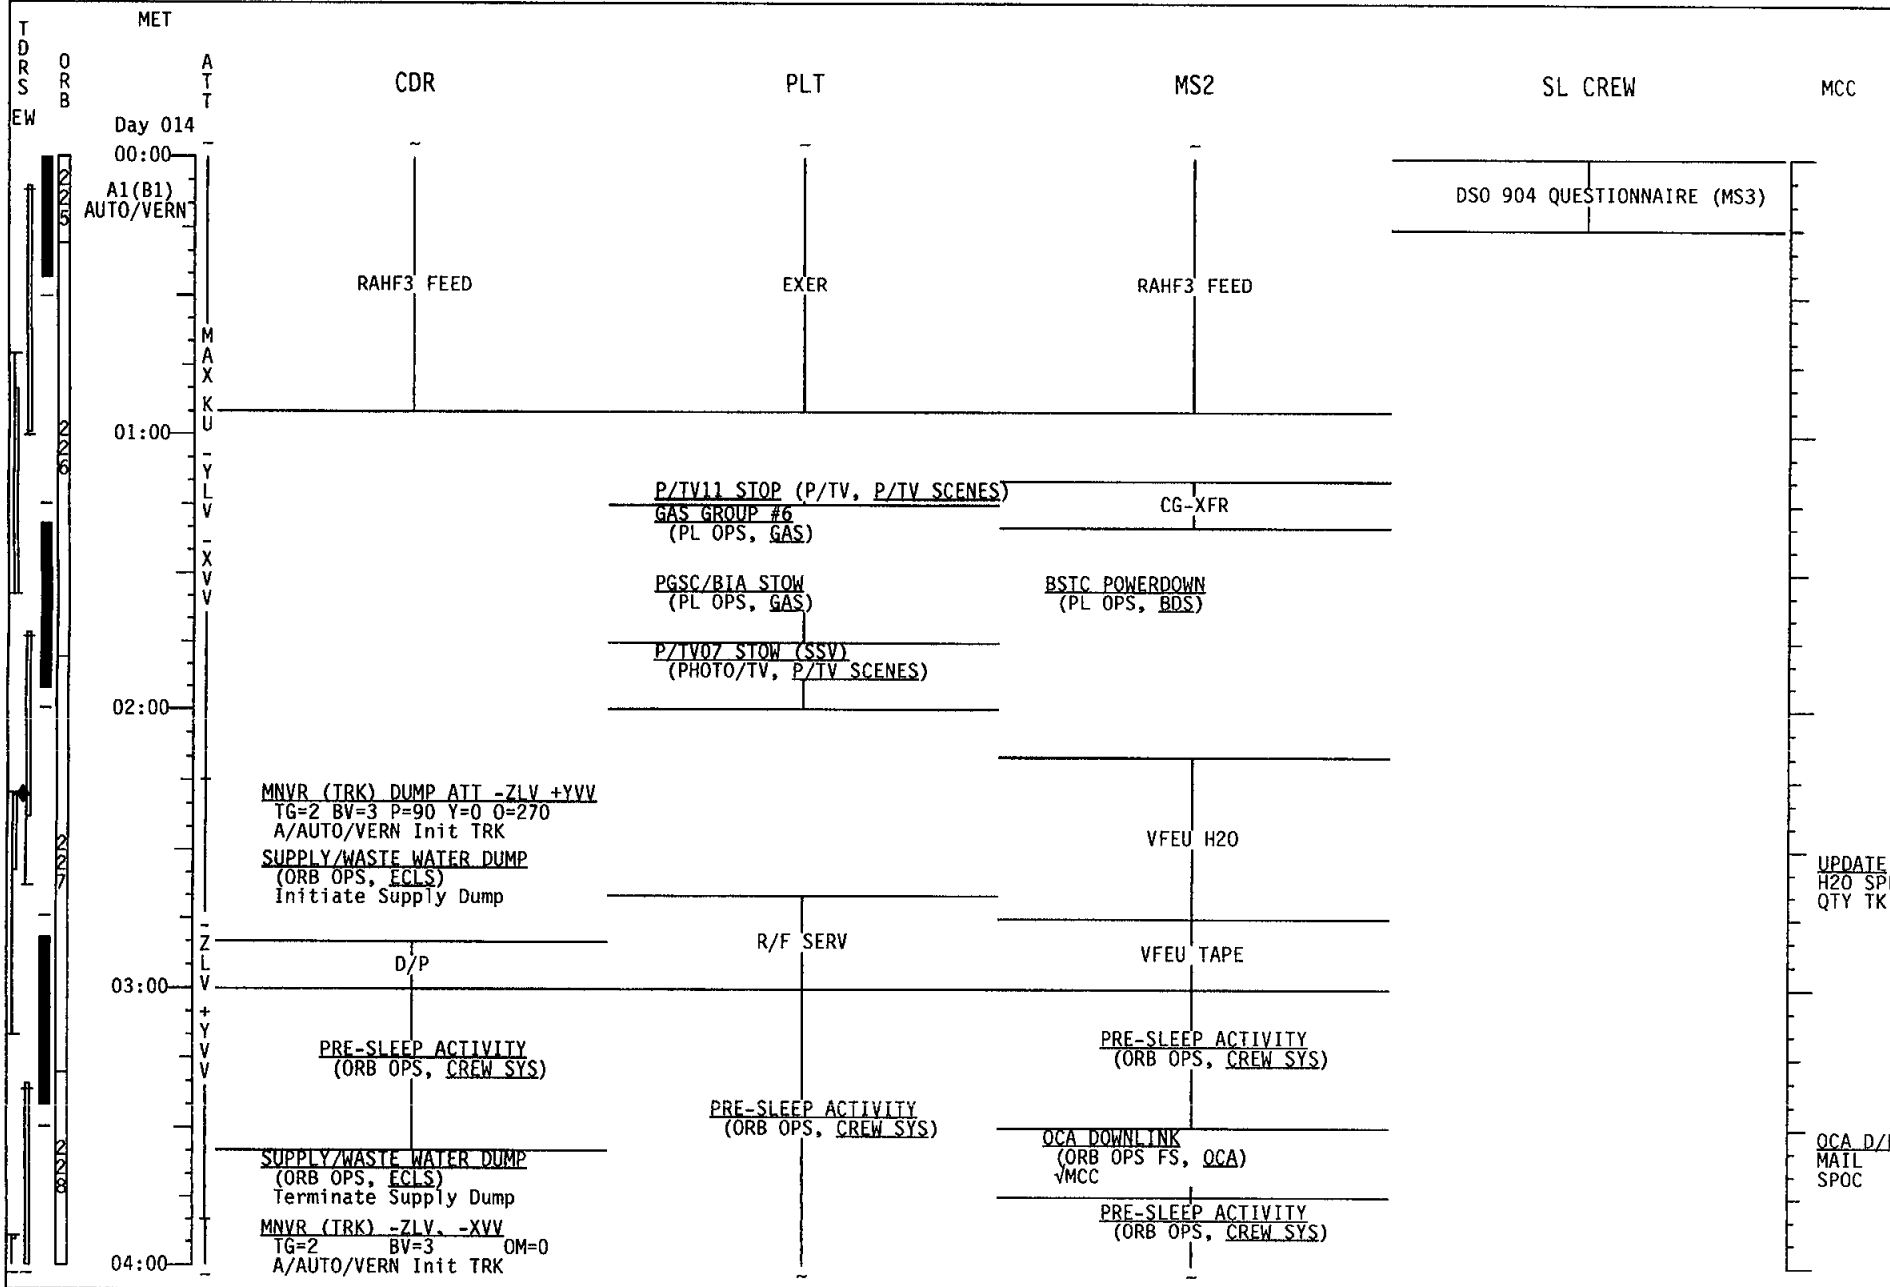 MET
TDRS
ORB
ATT
CDR
PLT
MS2
SL CREW
MCC
EW
Day 014
00:00
A1(B1)
AUTO/VERN
225
DSO 904 QUESTIONNAIRE (MS3)
RAHF3 FEED
EXER
RAHF3 FEED
MAX KU -YLV -XVV
01:00
226
P/TV11 STOP (P/TV, P/TV SCENES)
GAS GROUP #6
(PL OPS, GAS)
CG-XFR
PGSC/BIA STOW
(PL OPS, GAS)
BSTC POWERDOWN
(PL OPS, BDS)
P/TV07 STOW (SSV)
(PHOTO/TV, P/TV SCENES)
02:00
MNVR (TRK) DUMP ATT -ZLV +YVV
TG=2 BV=3 P=90 Y=0 O=270
A/AUTO/VERN Init TRK
VFEU H2O
227
SUPPLY/WASTE WATER DUMP
(ORB OPS, ECLS)
Initiate Supply Dump
UPDATE
H2O SP
QTY TK
-ZLV +YVV
R/F SERV
D/P
VFEU TAPE
03:00
PRE-SLEEP ACTIVITY
(ORB OPS, CREW SYS)
PRE-SLEEP ACTIVITY
(ORB OPS, CREW SYS)
PRE-SLEEP ACTIVITY
(ORB OPS, CREW SYS)
228
OCA DOWNLINK
(ORB OPS FS, OCA)
√MCC
OCA D/
MAIL
SPOC
SUPPLY/WASTE WATER DUMP
(ORB OPS, ECLS)
Terminate Supply Dump
PRE-SLEEP ACTIVITY
(ORB OPS, CREW SYS)
MNVR (TRK) -ZLV, -XVV
TG=2 BV=3 OM=0
A/AUTO/VERN Init TRK
04:00